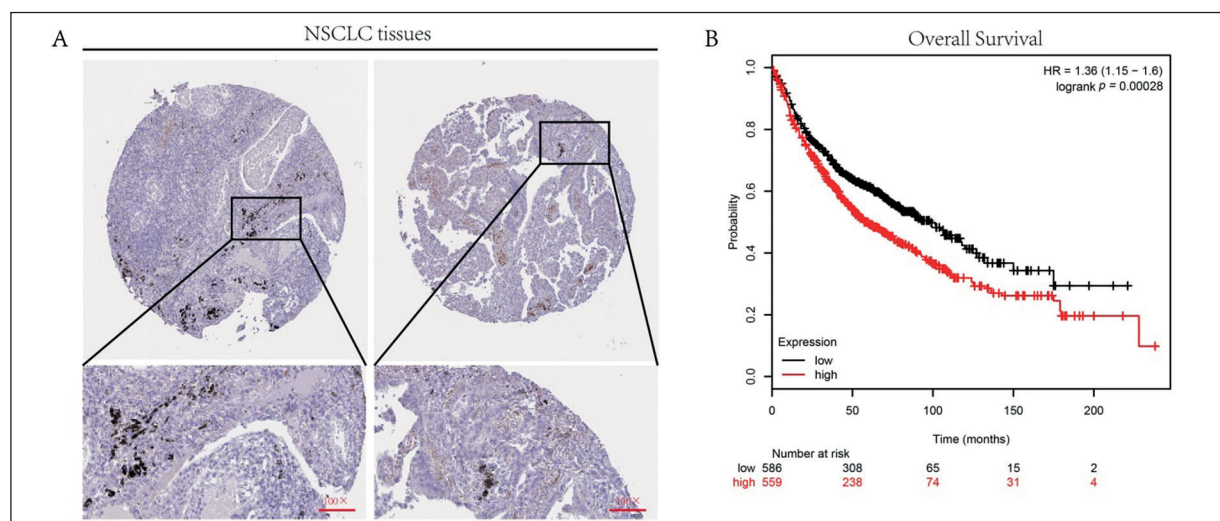 A
NSCLC tissues
100×
100×
B
Overall Survival
HR = 1.36 (1.15 − 1.6)
logrank p = 0.00028
Probability
1.0
0.8
0.6
0.4
0.2
0.0
Expression
low
high
0 50 100 150 200
Time (months)
Number at risk
low 586 308 65 15 2
high 559 238 74 31 4